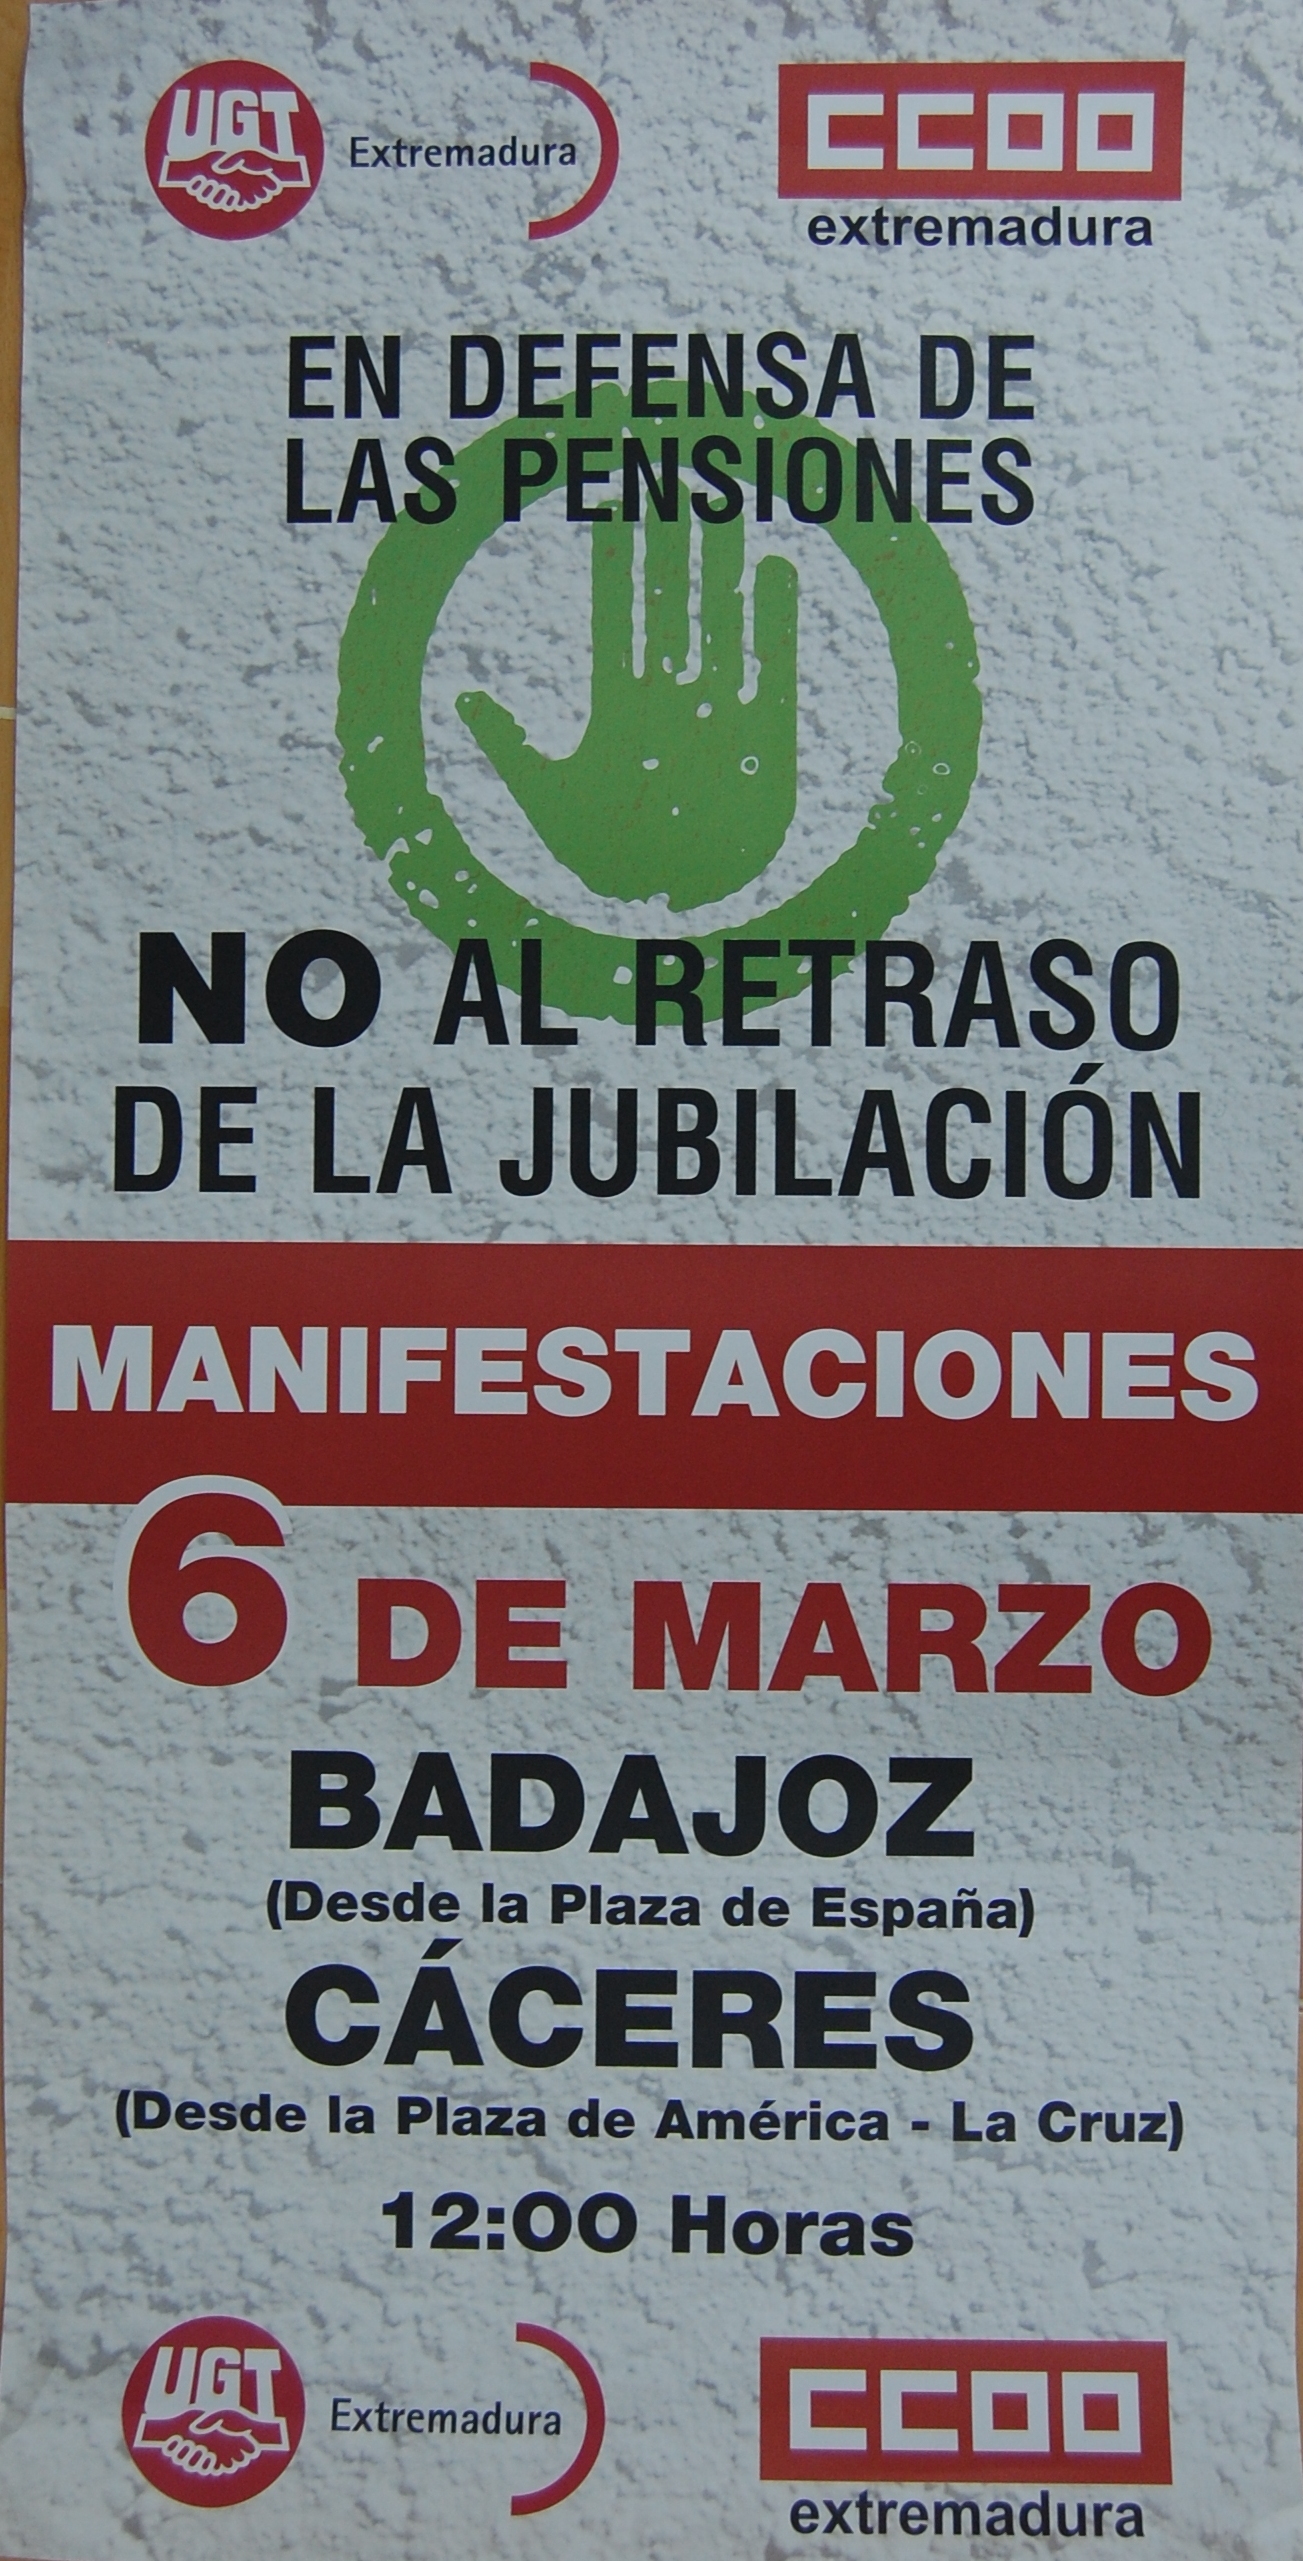 UGT
Extremadura
CCOO
extremadura
EN DEFENSA DE
LAS PENSIONES
NO AL RETRASO
DE LA JUBILACIÓN
MANIFESTACIONES
6 DE MARZO
BADAJOZ
(Desde la Plaza de España)
CÁCERES
(Desde la Plaza de América - La Cruz)
12:00 Horas
UGT
Extremadura
CCOO
extremadura